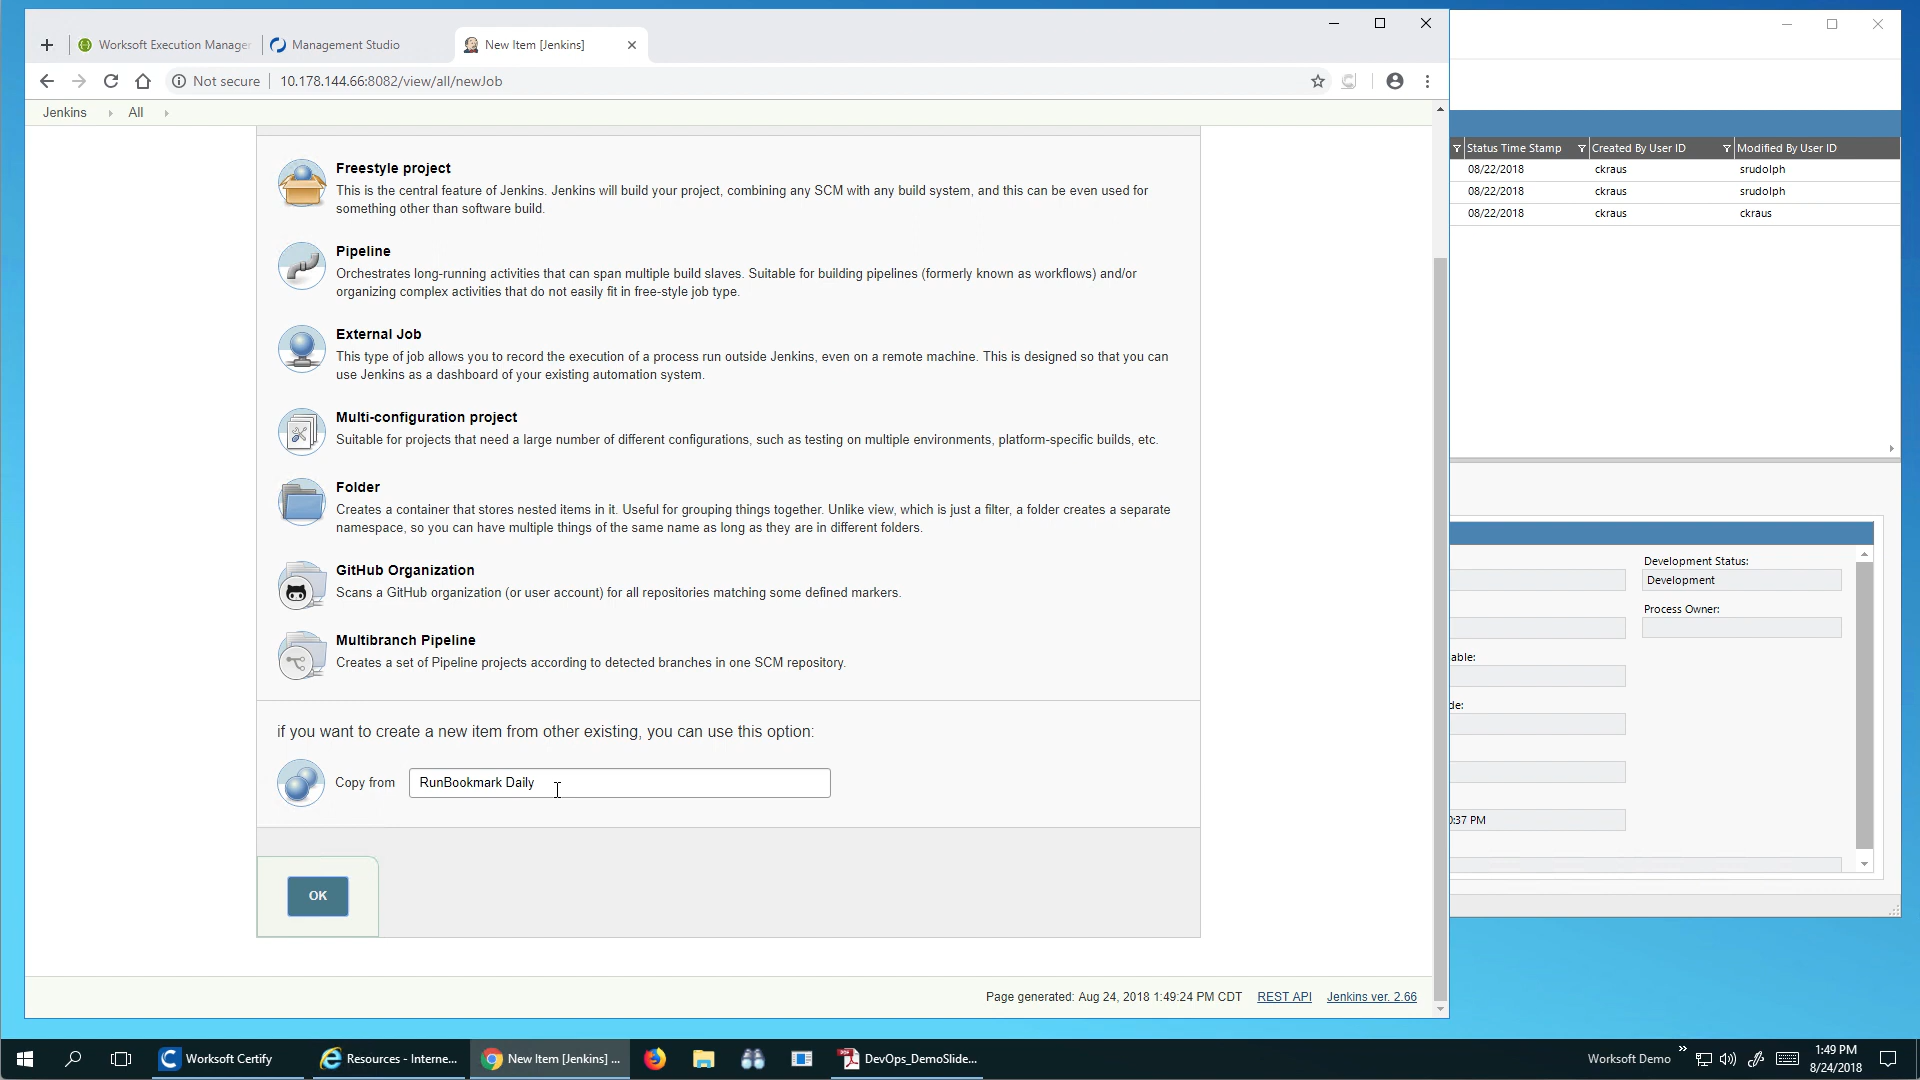 Worksoft Execution Manager
Management Studio
New Item [Jenkins]
Not secure
10.178.144.66:8082/view/all/newJob
Jenkins
All
Freestyle project
This is the central feature of Jenkins. Jenkins will build your project, combining any SCM with any build system, and this can be even used for
something other than software build.
Pipeline
Orchestrates long-running activities that can span multiple build slaves. Suitable for building pipelines (formerly known as workflows) and/or
organizing complex activities that do not easily fit in free-style job type.
External Job
This type of job allows you to record the execution of a process run outside Jenkins, even on a remote machine. This is designed so that you can
use Jenkins as a dashboard of your existing automation system.
Multi-configuration project
Suitable for projects that need a large number of different configurations, such as testing on multiple environments, platform-specific builds, etc.
Folder
Creates a container that stores nested items in it. Useful for grouping things together. Unlike view, which is just a filter, a folder creates a separate
namespace, so you can have multiple things of the same name as long as they are in different folders.
GitHub Organization
Scans a GitHub organization (or user account) for all repositories matching some defined markers.
Multibranch Pipeline
Creates a set of Pipeline projects according to detected branches in one SCM repository.
if you want to create a new item from other existing, you can use this option:
Copy from
RunBookmark Daily
OK
Page generated: Aug 24, 2018 1:49:24 PM CDT
REST API
Jenkins ver. 2.66
Status Time Stamp
Created By User ID
Modified By User ID
08/22/2018 ckraus srudolph
08/22/2018 ckraus srudolph
08/22/2018 ckraus ckraus
Development Status:
Development
Process Owner:
able:
de:
0:37 PM
Worksoft Certify
Resources - Interne...
New Item [Jenkins] ...
DevOps_DemoSlide...
Worksoft Demo
1:49 PM
8/24/2018